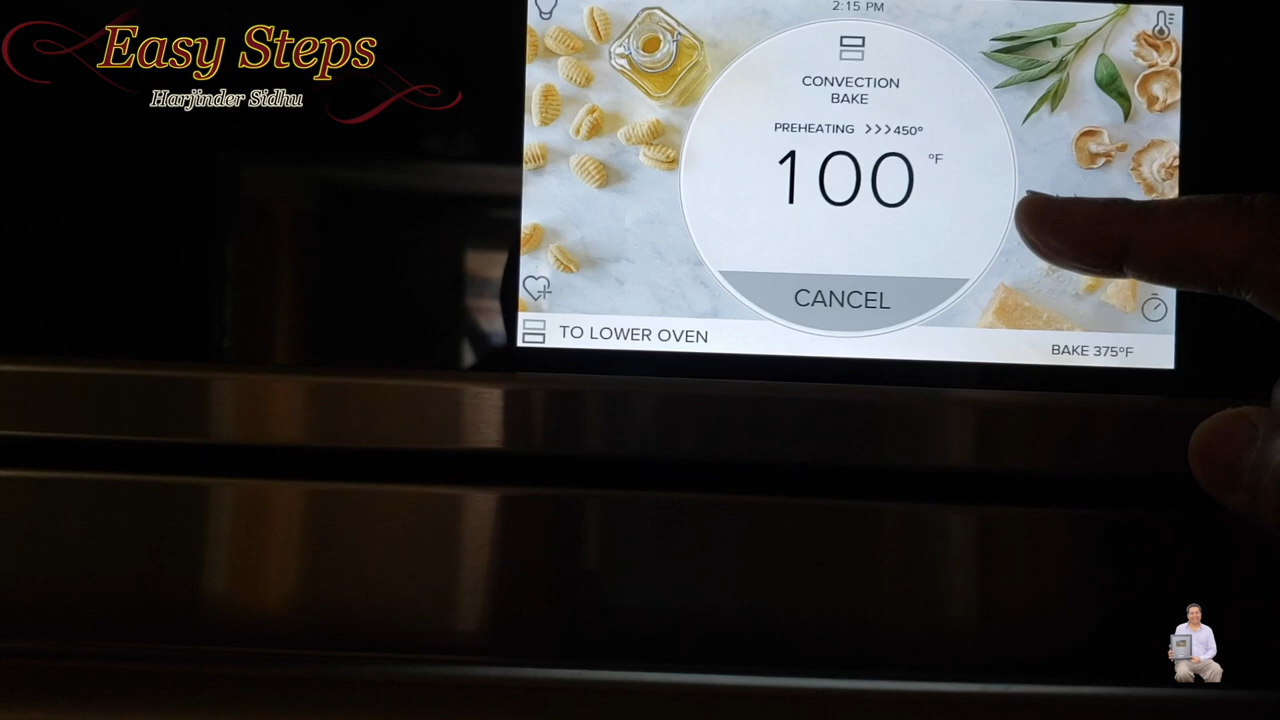 Easy Steps
Harjinder Sidhu
2:15 PM
CONVECTION
BAKE
PREHEATING >>>450°
100 °F
CANCEL
TO LOWER OVEN
BAKE 375°F